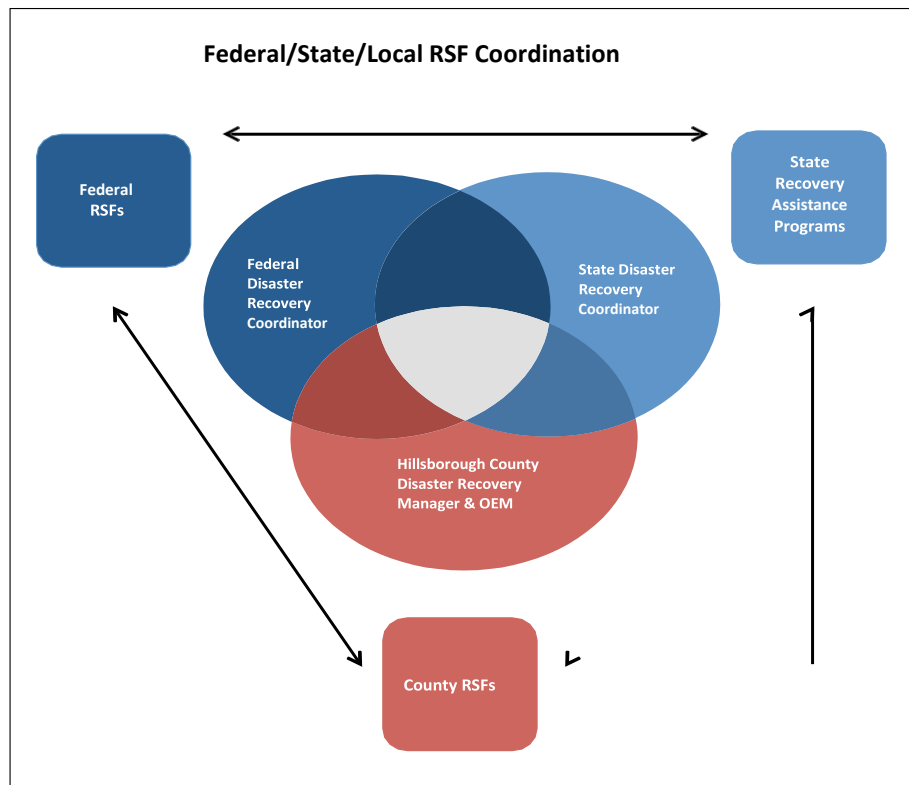 Federal/State/Local RSF Coordination
Federal
RSFs
State
Recovery
Assistance
Programs
Federal
Disaster
Recovery
Coordinator
State Disaster
Recovery
Coordinator
Hillsborough County
Disaster Recovery
Manager & OEM
County RSFs